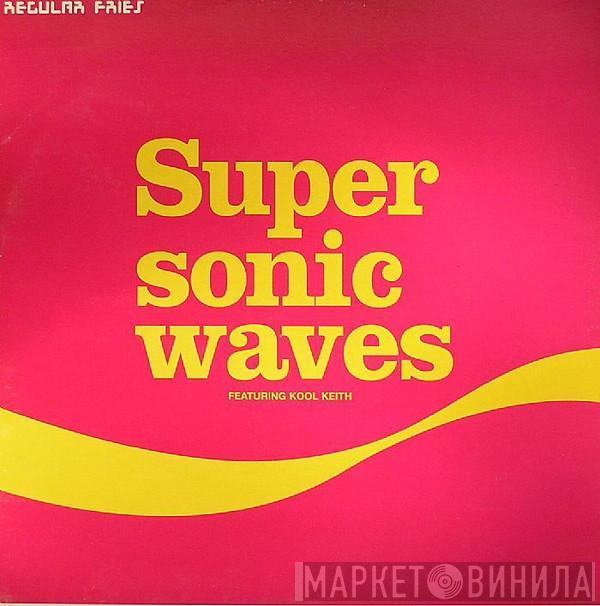 REGULAR FRIES
Super
sonic
waves
FEATURING KOOL KEITH
МАРКЕТ ВИНИЛА